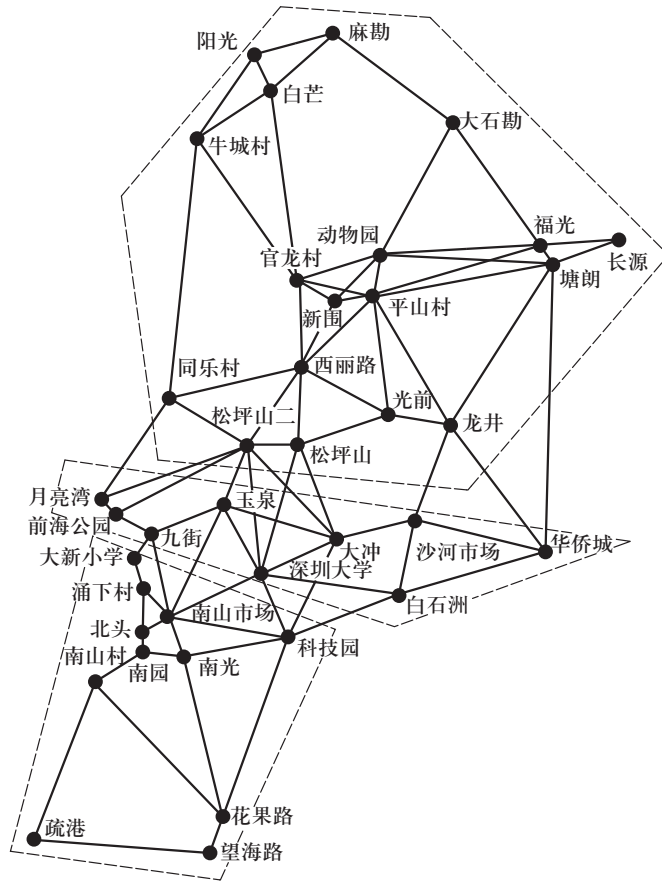 麻勘
阳光
白芒
大石勘
牛城村
福光
动物园
长源
官龙村
塘朗
平山村
新围
西丽路
同乐村
光前
松坪山二
龙井
松坪山
月亮湾
玉泉
前海公园
九街
大冲
沙河市场
华侨城
大新小学
深圳大学
涌下村
白石洲
南山市场
北头
科技园
南山村
南园
南光
花果路
疏港
望海路